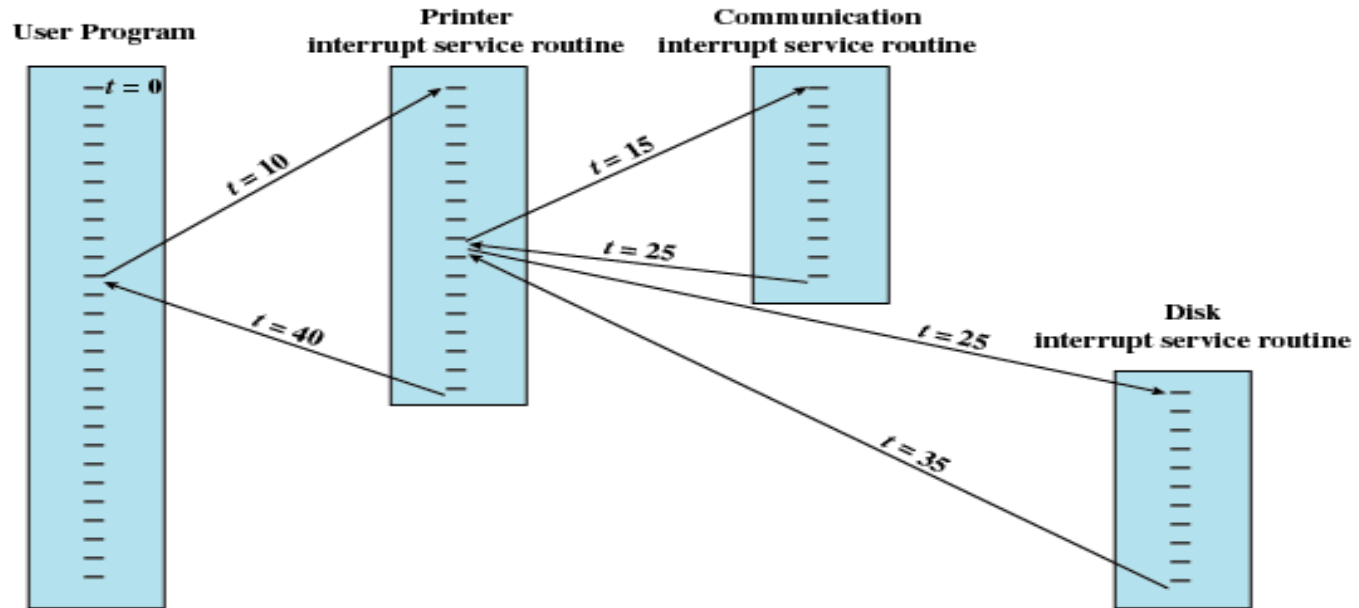 User Program
Printer
interrupt service routine
Communication
interrupt service routine
t = 0
t = 10
t = 15
t = 25
t = 40
t = 25
Disk
interrupt service routine
t = 35